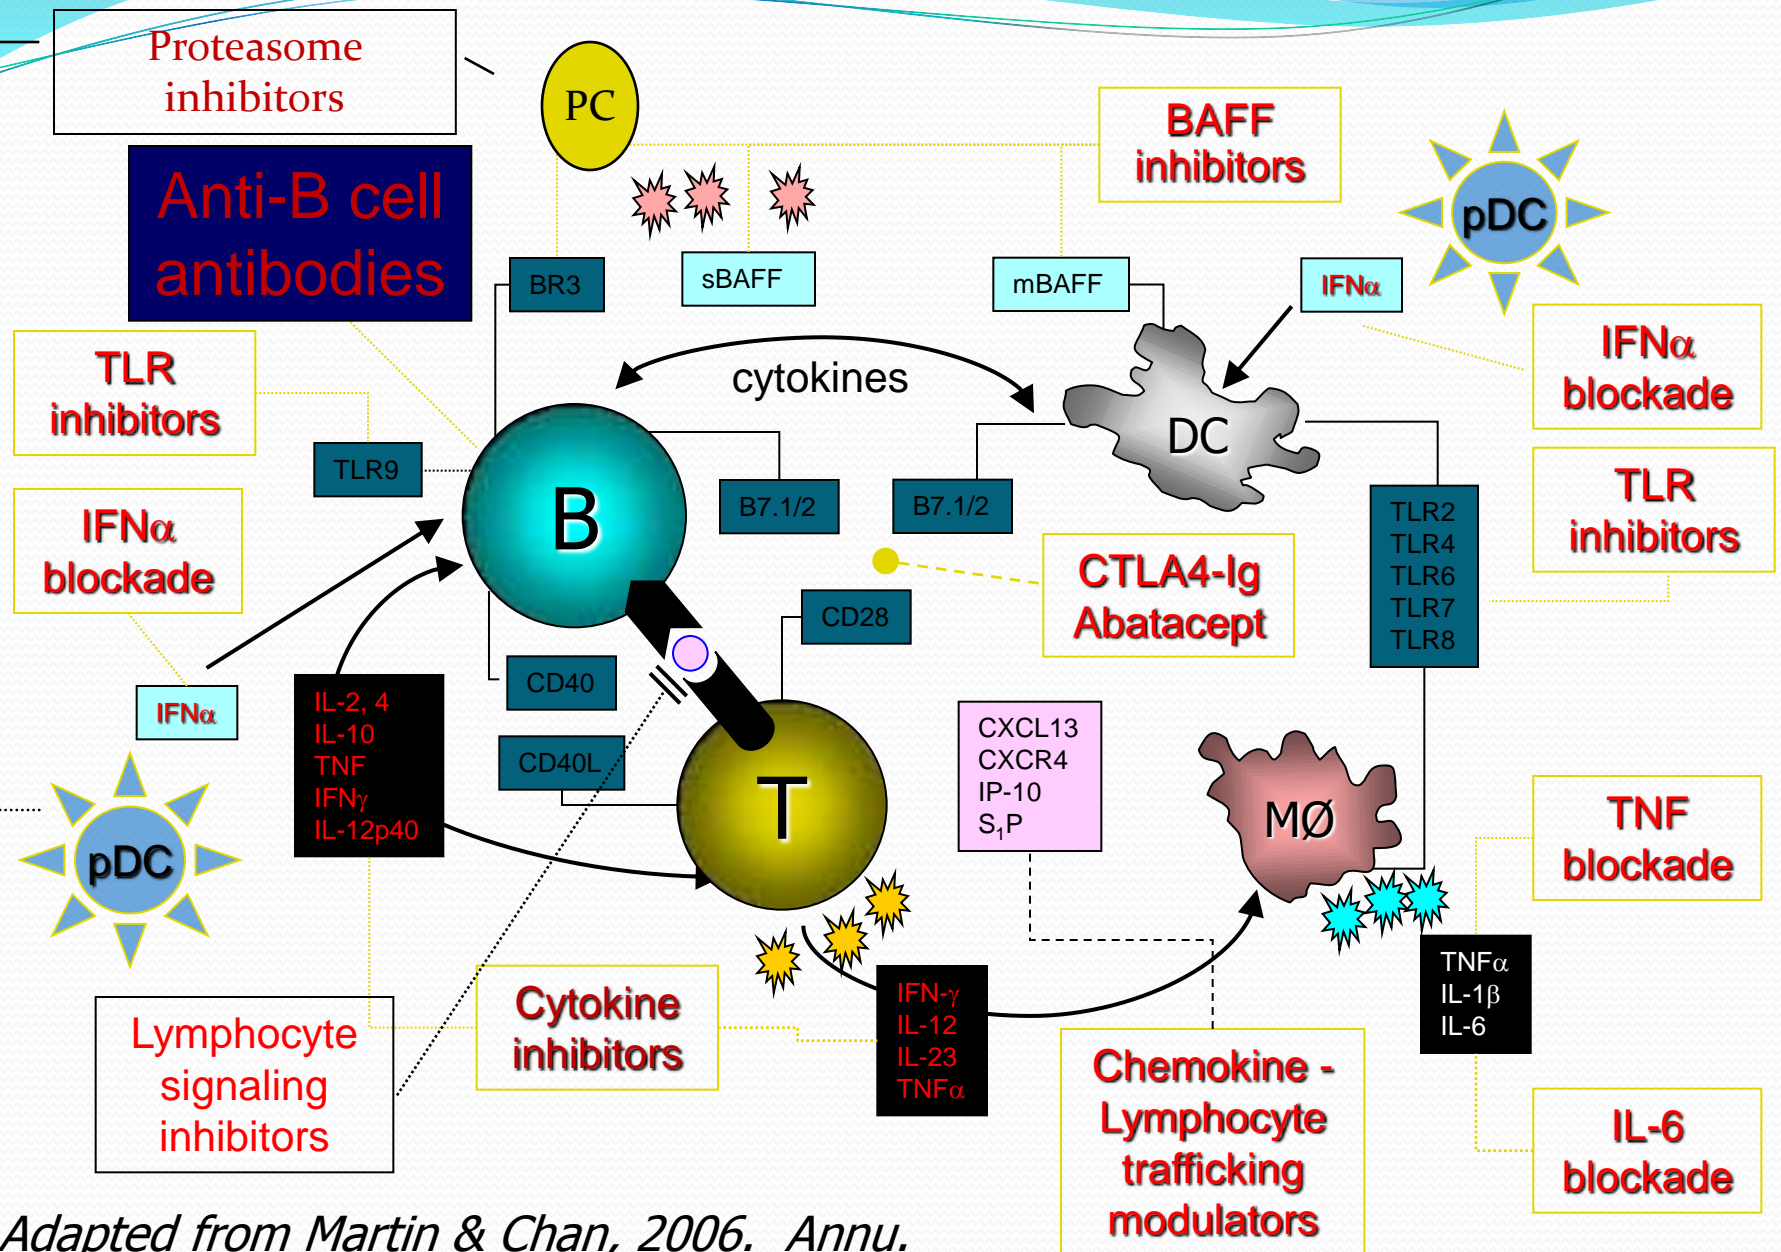 Proteasome
inhibitors
PC
BAFF
inhibitors
pDC
Anti-B cell
antibodies
BR3
sBAFF
mBAFF
IFNα
IFNα
blockade
TLR
inhibitors
cytokines
DC
TLR9
B
B7.1/2
B7.1/2
TLR2
TLR4
TLR6
TLR7
TLR8
TLR
inhibitors
IFNα
blockade
CTLA4-Ig
Abatacept
CD28
CD40
IFNα
IL-2, 4
IL-10
TNF
IFNγ
IL-12p40
CD40L
T
CXCL13
CXCR4
IP-10
S₁P
MØ
TNF
blockade
pDC
TNFα
IL-1β
IL-6
Cytokine
inhibitors
IFN-γ
IL-12
IL-23
TNFα
Lymphocyte
signaling
inhibitors
Chemokine -
Lymphocyte
trafficking
modulators
IL-6
blockade
Adapted from Martin & Chan, 2006. Annu.